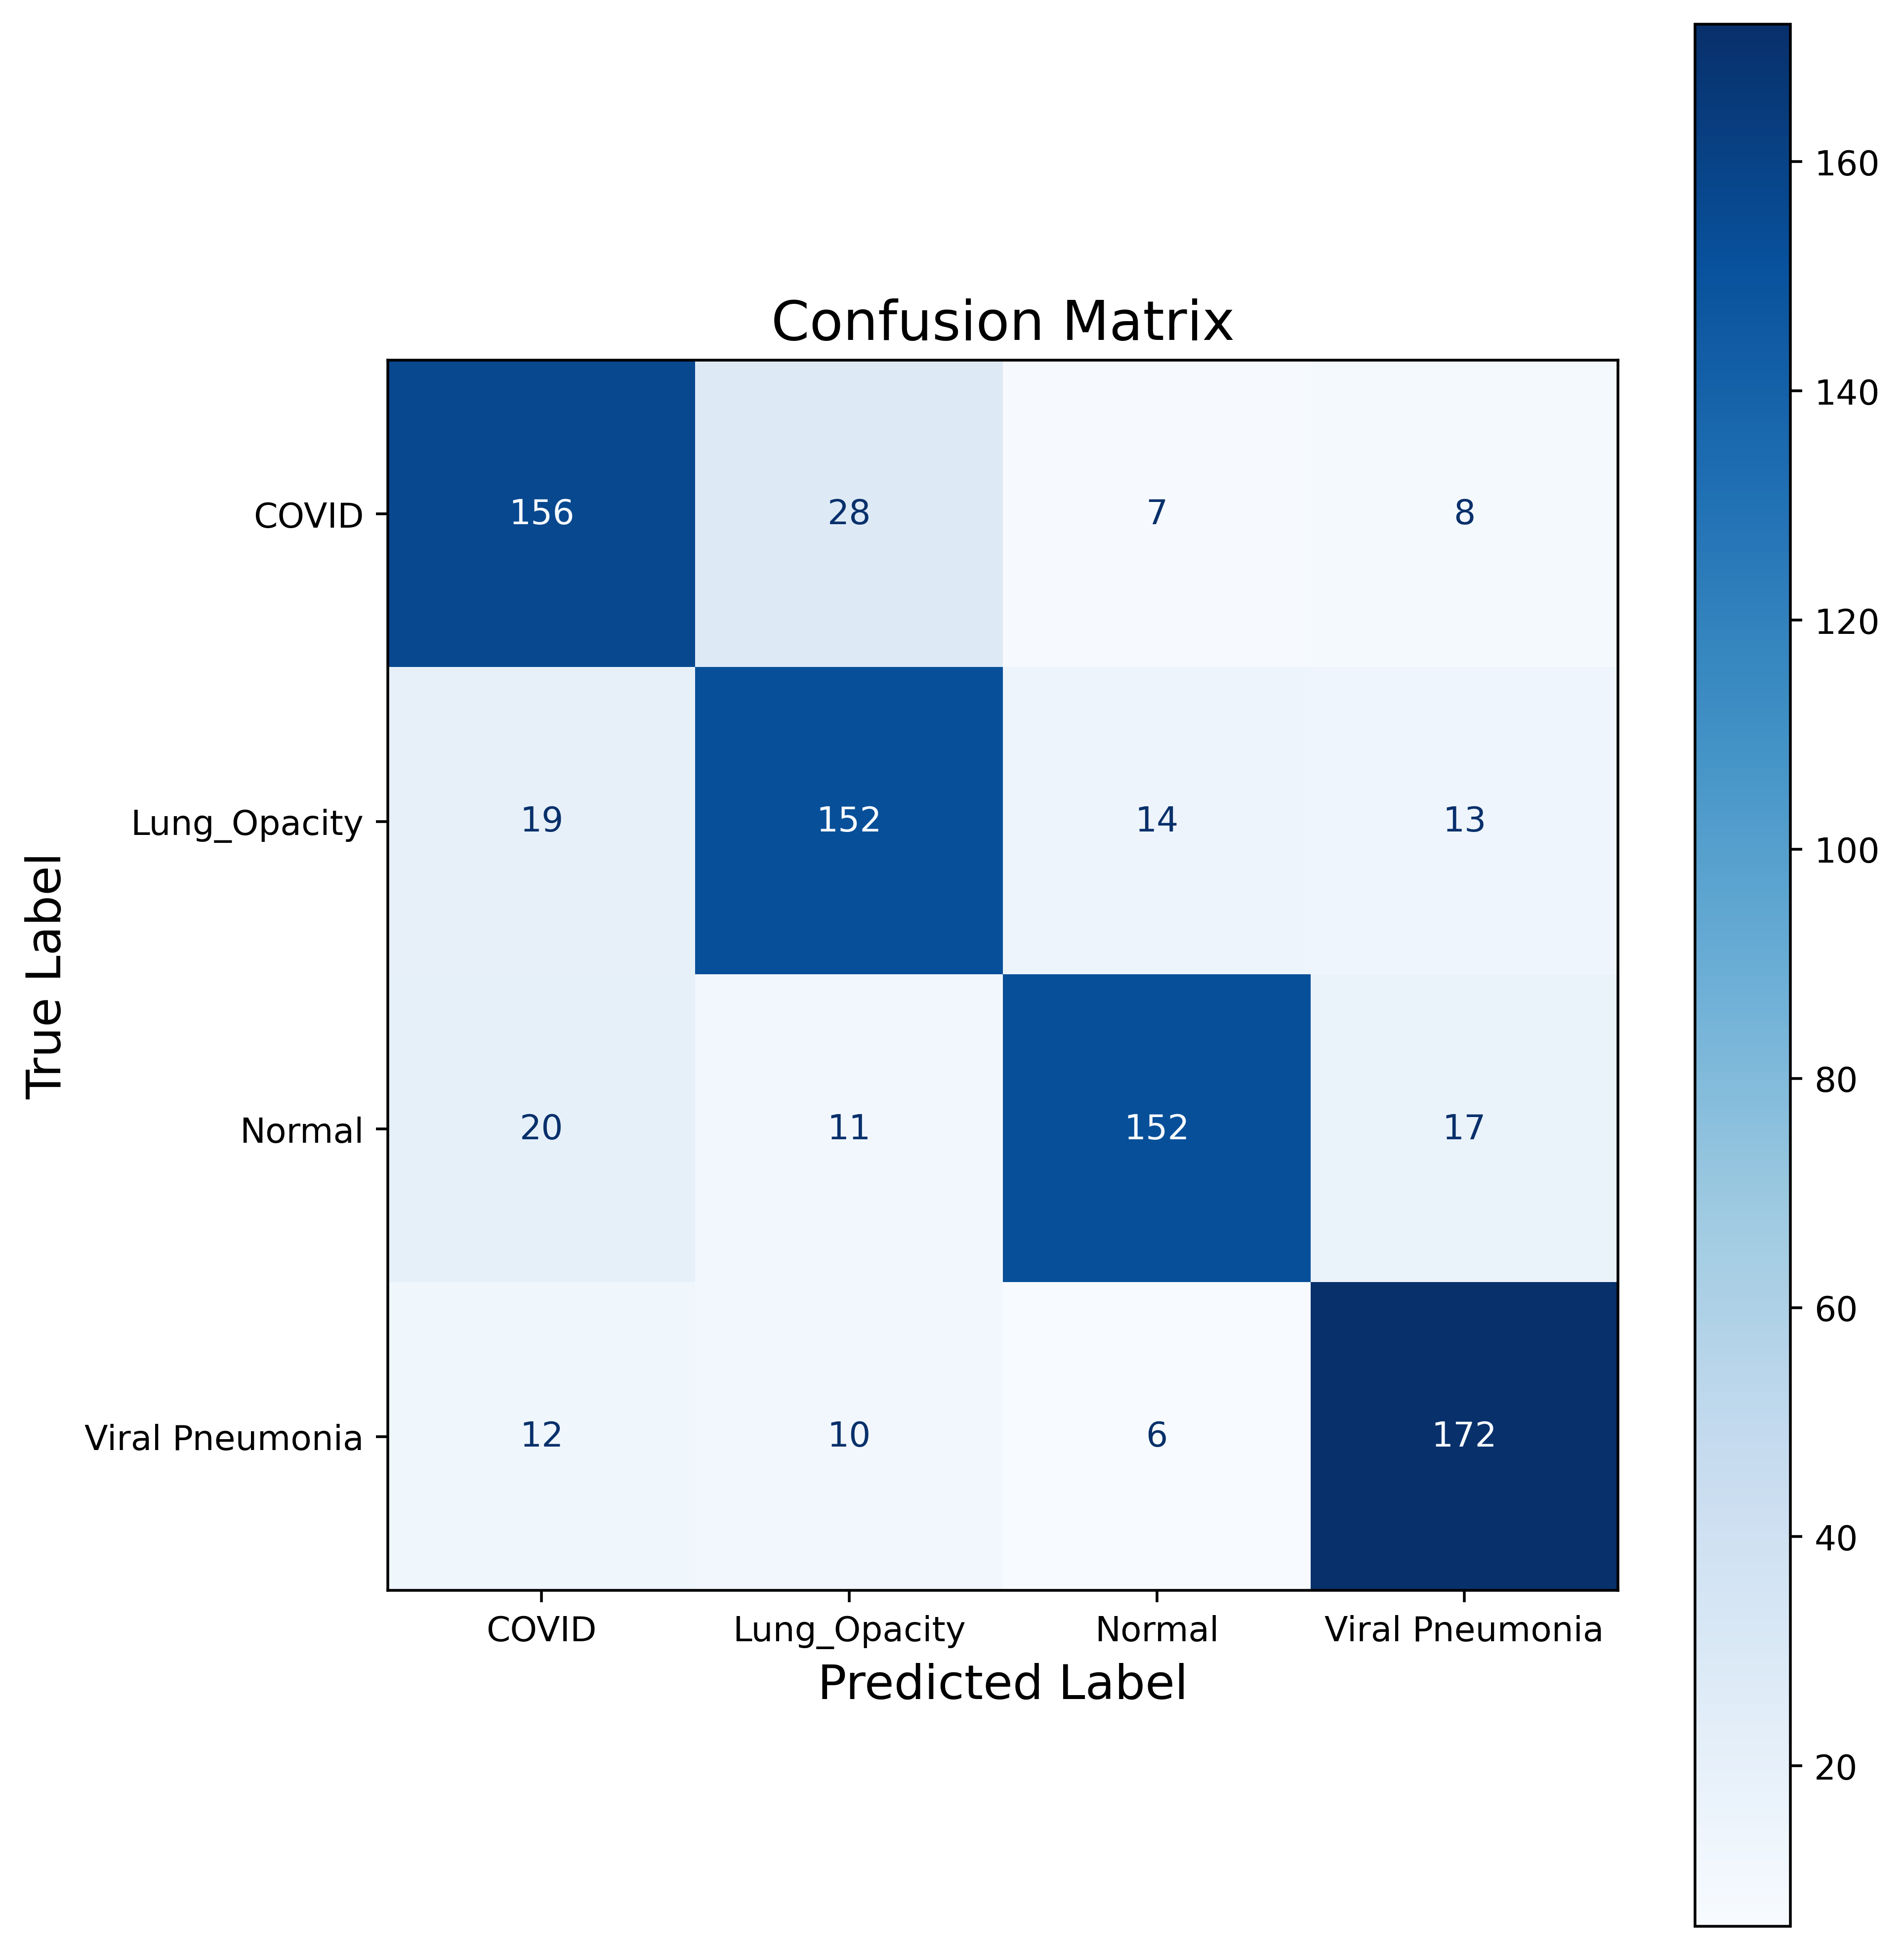 Confusion Matrix
True Label
COVID 156 28 7 8
Lung_Opacity 19 152 14 13
Normal 20 11 152 17
Viral Pneumonia 12 10 6 172
COVID Lung_Opacity Normal Viral Pneumonia
Predicted Label
160
140
120
100
80
60
40
20